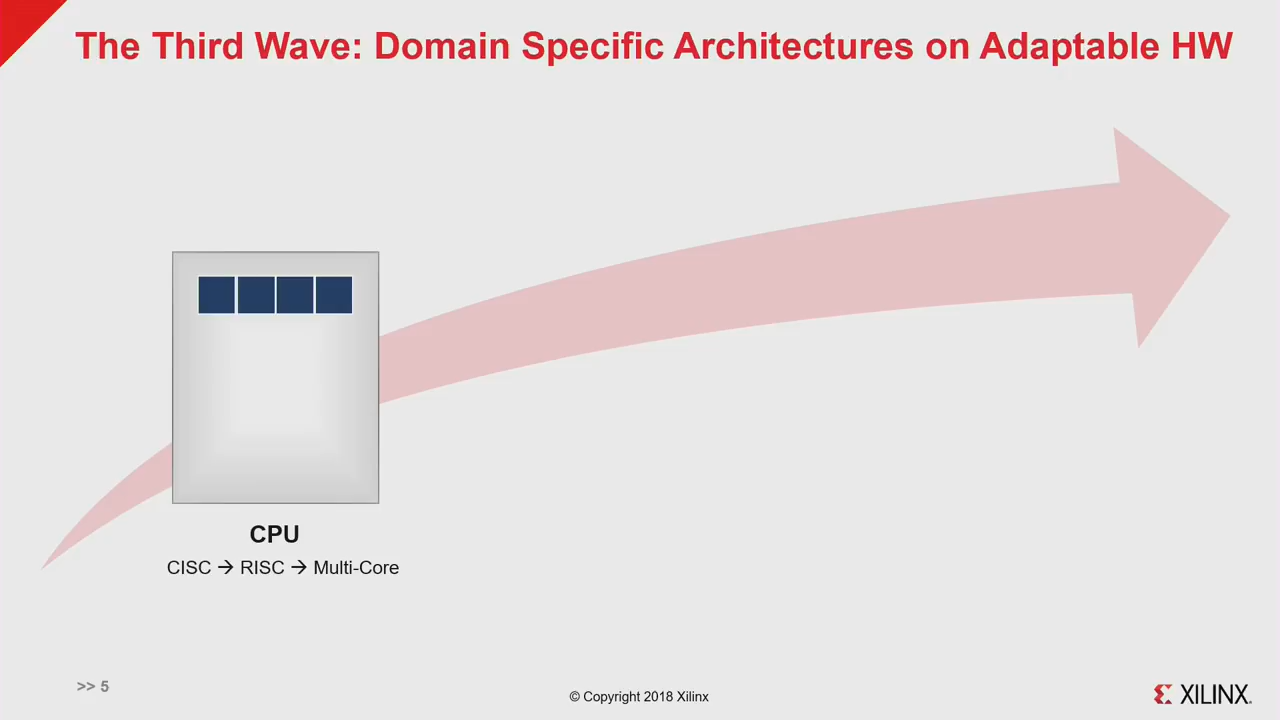 The Third Wave: Domain Specific Architectures on Adaptable HW
CPU
CISC → RISC → Multi-Core
>> 5
© Copyright 2018 Xilinx
XILINX.